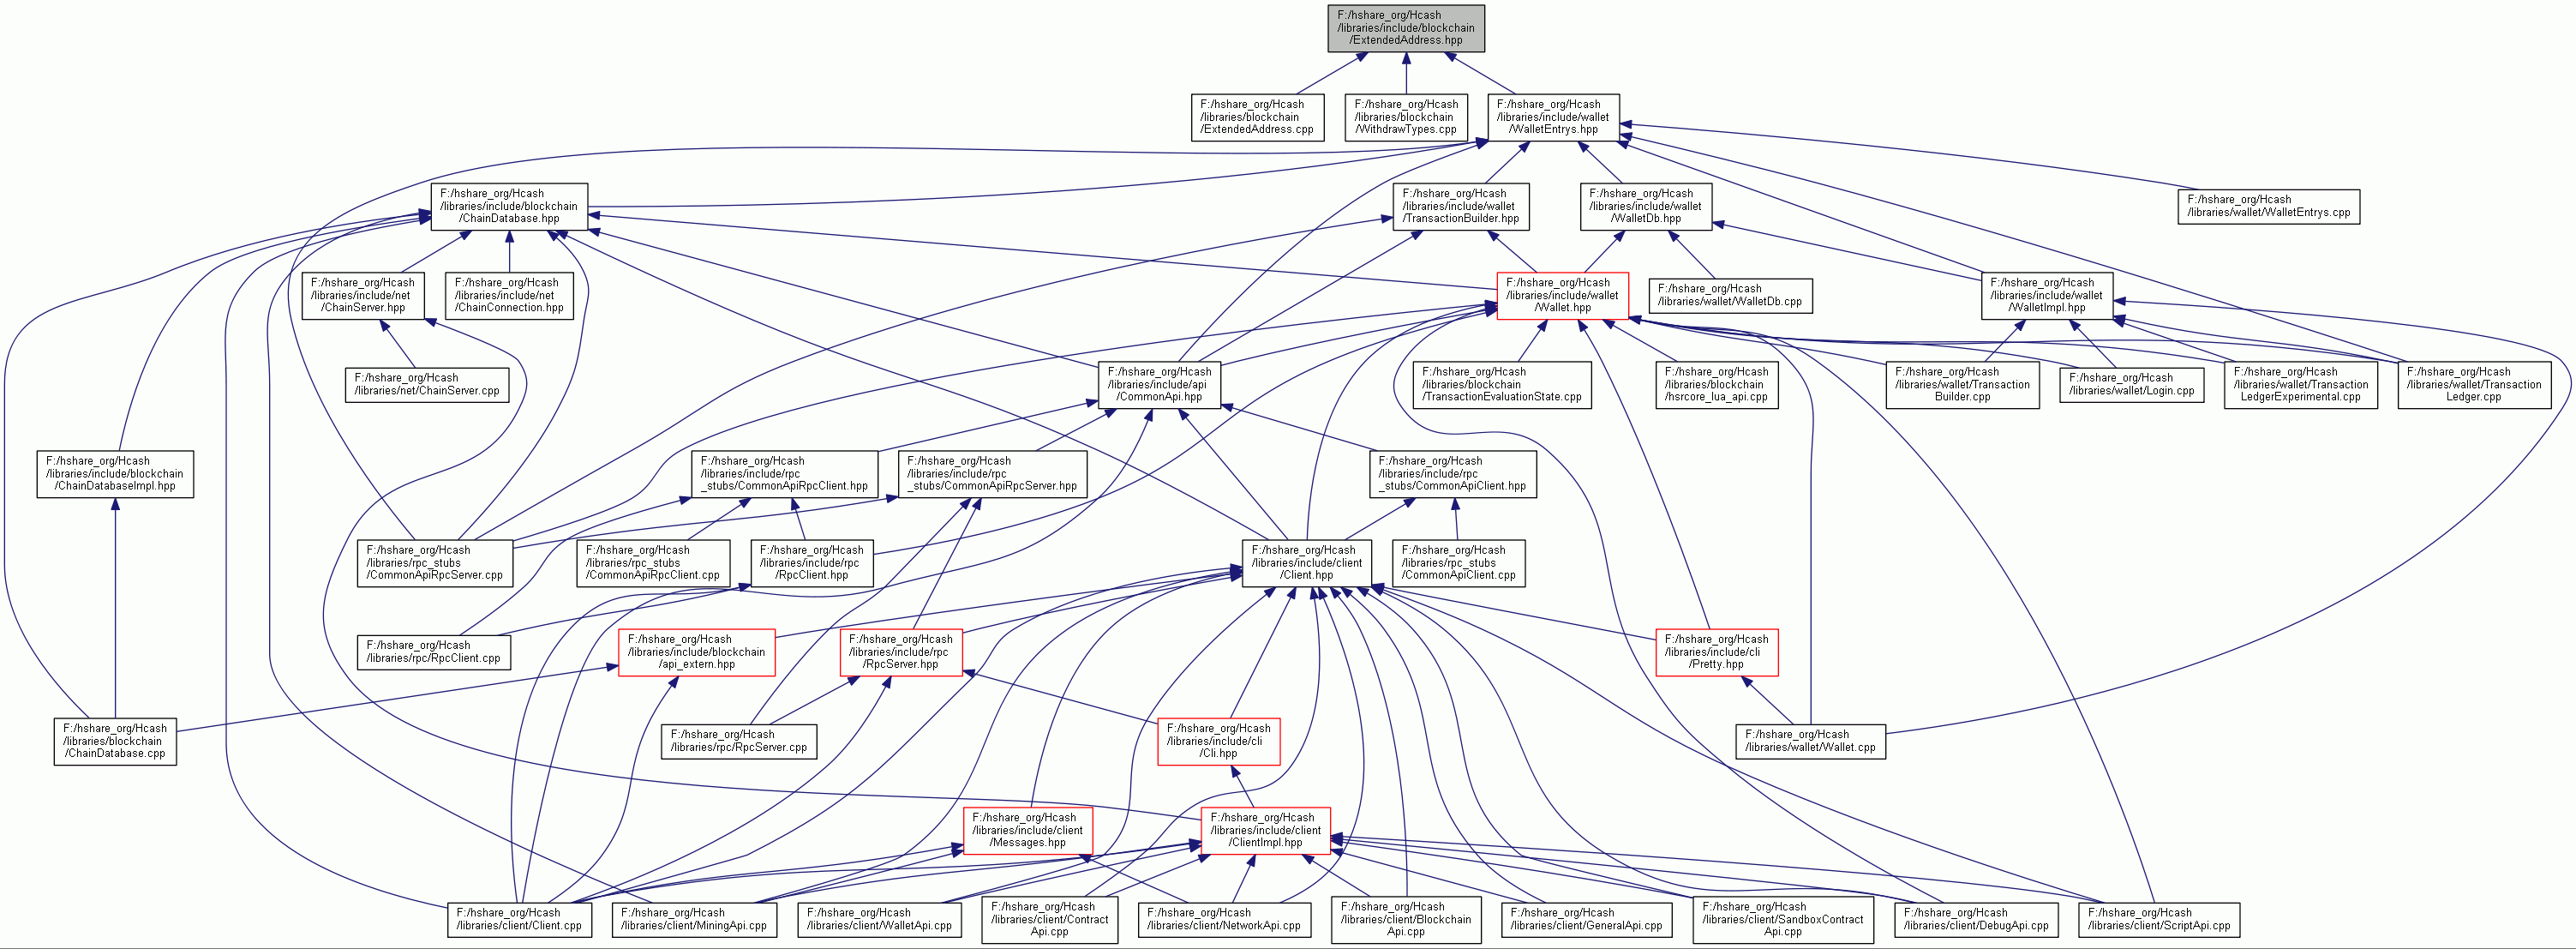 F:/hshare_org/Hcash
/libraries/include/blockchain
/ExtendedAddress.hpp
F:/hshare_org/Hcash
/libraries/blockchain
/ExtendedAddress.cpp
F:/hshare_org/Hcash
/libraries/blockchain
/WithdrawTypes.cpp
F:/hshare_org/Hcash
/libraries/include/wallet
/WalletEntrys.hpp
F:/hshare_org/Hcash
/libraries/include/blockchain
/ChainDatabase.hpp
F:/hshare_org/Hcash
/libraries/include/wallet
/TransactionBuilder.hpp
F:/hshare_org/Hcash
/libraries/include/wallet
/WalletDb.hpp
F:/hshare_org/Hcash
/libraries/wallet/WalletEntrys.cpp
F:/hshare_org/Hcash
/libraries/include/net
/ChainServer.hpp
F:/hshare_org/Hcash
/libraries/include/net
/ChainConnection.hpp
F:/hshare_org/Hcash
/libraries/include/wallet
/Wallet.hpp
F:/hshare_org/Hcash
/libraries/wallet/WalletDb.cpp
F:/hshare_org/Hcash
/libraries/include/wallet
/WalletImpl.hpp
F:/hshare_org/Hcash
/libraries/net/ChainServer.cpp
F:/hshare_org/Hcash
/libraries/include/api
/CommonApi.hpp
F:/hshare_org/Hcash
/libraries/blockchain
/TransactionEvaluationState.cpp
F:/hshare_org/Hcash
/libraries/blockchain
/hsrcore_lua_api.cpp
F:/hshare_org/Hcash
/libraries/wallet/Transaction
Builder.cpp
F:/hshare_org/Hcash
/libraries/wallet/Login.cpp
F:/hshare_org/Hcash
/libraries/wallet/Transaction
LedgerExperimental.cpp
F:/hshare_org/Hcash
/libraries/wallet/Transaction
Ledger.cpp
F:/hshare_org/Hcash
/libraries/include/blockchain
/ChainDatabaseImpl.hpp
F:/hshare_org/Hcash
/libraries/include/rpc
_stubs/CommonApiRpcClient.hpp
F:/hshare_org/Hcash
/libraries/include/rpc
_stubs/CommonApiRpcServer.hpp
F:/hshare_org/Hcash
/libraries/include/rpc
_stubs/CommonApiClient.hpp
F:/hshare_org/Hcash
/libraries/rpc_stubs
/CommonApiRpcServer.cpp
F:/hshare_org/Hcash
/libraries/rpc_stubs
/CommonApiRpcClient.cpp
F:/hshare_org/Hcash
/libraries/include/rpc
/RpcClient.hpp
F:/hshare_org/Hcash
/libraries/include/client
/Client.hpp
F:/hshare_org/Hcash
/libraries/rpc_stubs
/CommonApiClient.cpp
F:/hshare_org/Hcash
/libraries/rpc/RpcClient.cpp
F:/hshare_org/Hcash
/libraries/include/blockchain
/api_extern.hpp
F:/hshare_org/Hcash
/libraries/include/rpc
/RpcServer.hpp
F:/hshare_org/Hcash
/libraries/include/cli
/Pretty.hpp
F:/hshare_org/Hcash
/libraries/blockchain
/ChainDatabase.cpp
F:/hshare_org/Hcash
/libraries/rpc/RpcServer.cpp
F:/hshare_org/Hcash
/libraries/include/cli
/Cli.hpp
F:/hshare_org/Hcash
/libraries/wallet/Wallet.cpp
F:/hshare_org/Hcash
/libraries/include/client
/Messages.hpp
F:/hshare_org/Hcash
/libraries/include/client
/ClientImpl.hpp
F:/hshare_org/Hcash
/libraries/client/Client.cpp
F:/hshare_org/Hcash
/libraries/client/MiningApi.cpp
F:/hshare_org/Hcash
/libraries/client/WalletApi.cpp
F:/hshare_org/Hcash
/libraries/client/Contract
Api.cpp
F:/hshare_org/Hcash
/libraries/client/NetworkApi.cpp
F:/hshare_org/Hcash
/libraries/client/Blockchain
Api.cpp
F:/hshare_org/Hcash
/libraries/client/GeneralApi.cpp
F:/hshare_org/Hcash
/libraries/client/SandboxContract
Api.cpp
F:/hshare_org/Hcash
/libraries/client/DebugApi.cpp
F:/hshare_org/Hcash
/libraries/client/ScriptApi.cpp